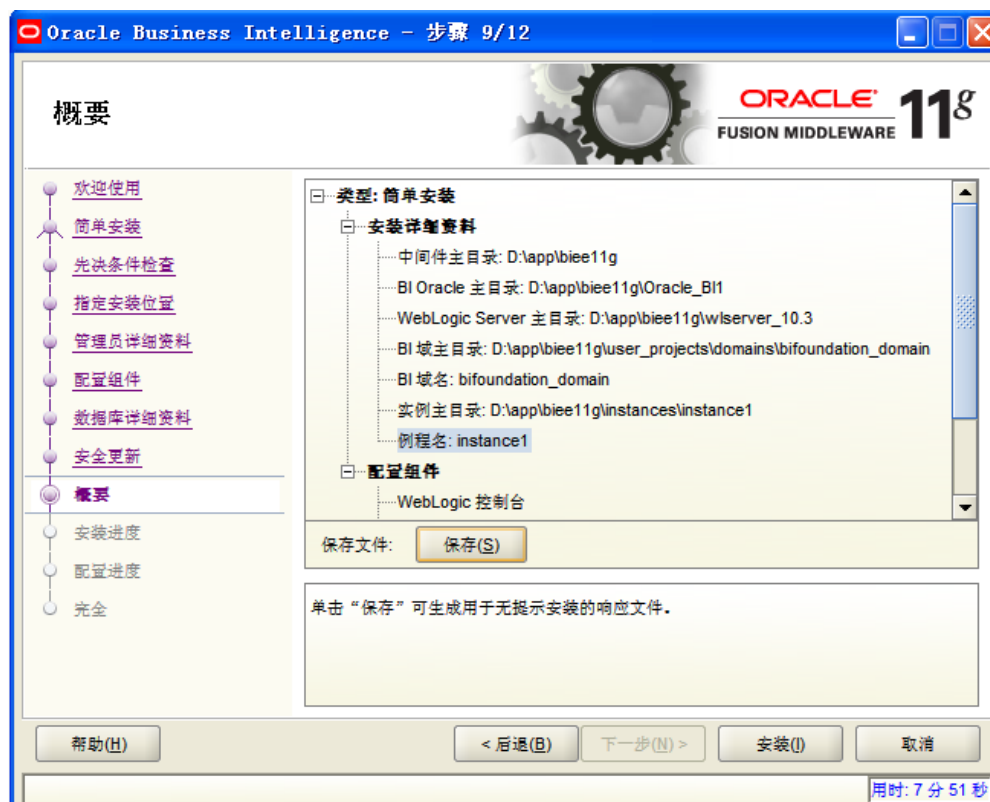 Oracle Business Intelligence - 步骤 9/12
概要
ORACLE
FUSION MIDDLEWARE 11g
欢迎使用
简单安装
先决条件检查
指定安装位置
管理员详细资料
配置组件
数据库详细资料
安全更新
概要
安装进度
配置进度
完全
类型: 简单安装
安装详细资料
中间件主目录: D:\app\biee11g
BI Oracle 主目录: D:\app\biee11g\Oracle_BI1
WebLogic Server 主目录: D:\app\biee11g\wlserver_10.3
BI 域主目录: D:\app\biee11g\user_projects\domains\bifoundation_domain
BI 域名: bifoundation_domain
实例主目录: D:\app\biee11g\instances\instance1
例程名: instance1
配置组件
WebLogic 控制台
保存文件: 保存(S)
单击“保存”可生成用于无提示安装的响应文件。
帮助(H) < 后退(B) 下一步(N) > 安装(I) 取消
用时: 7 分 51 秒